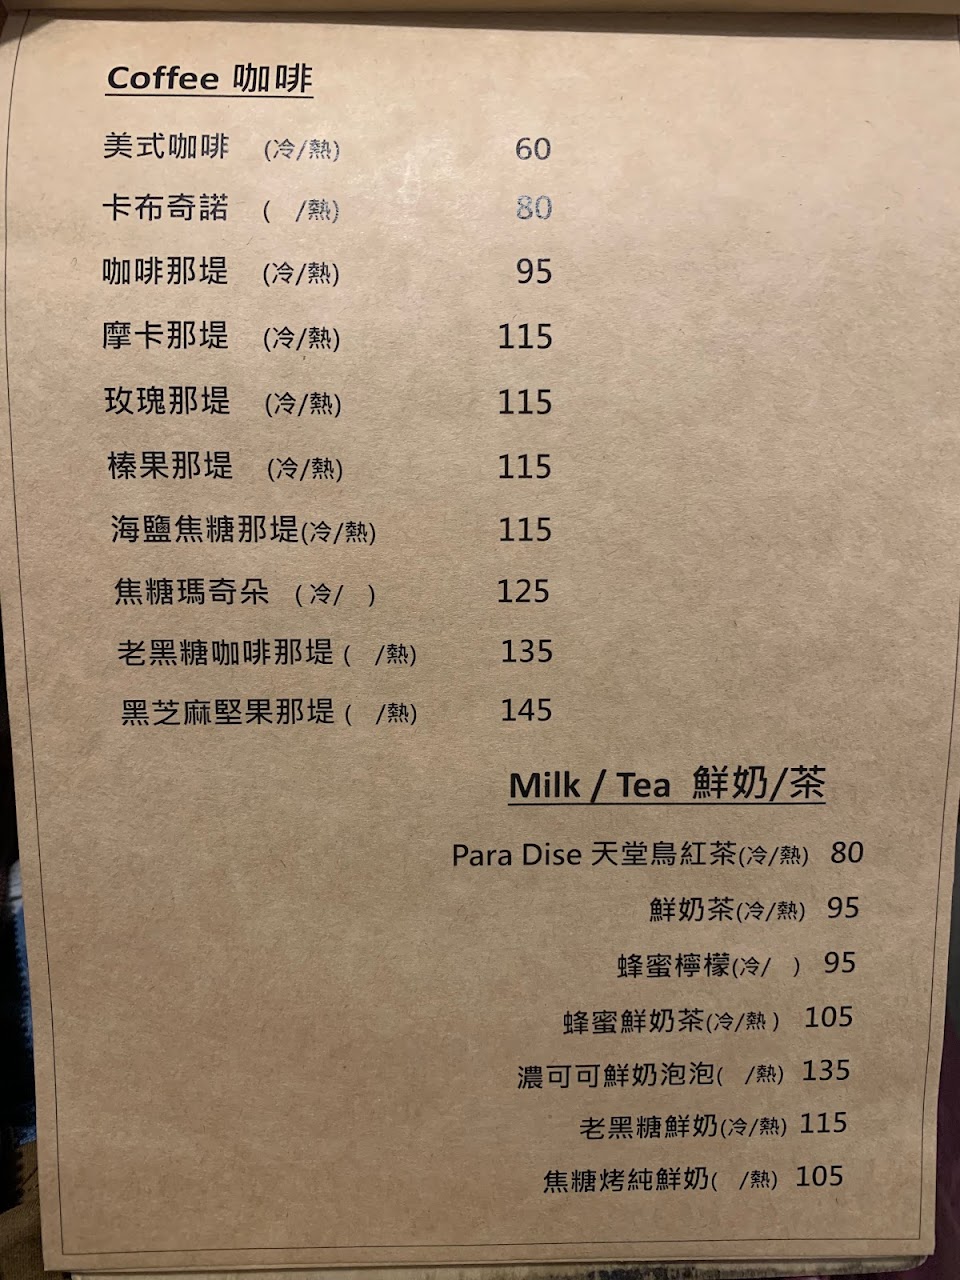 Coffee 咖啡
美式咖啡 (冷/熱) 60
卡布奇諾 ( /熱) 80
咖啡那堤 (冷/熱) 95
摩卡那堤 (冷/熱) 115
玫瑰那堤 (冷/熱) 115
榛果那堤 (冷/熱) 115
海鹽焦糖那堤(冷/熱) 115
焦糖瑪奇朵 (冷/ ) 125
老黑糖咖啡那堤 ( /熱) 135
黑芝麻堅果那堤 ( /熱) 145
Milk / Tea 鮮奶/茶
Para Dise 天堂鳥紅茶(冷/熱) 80
鮮奶茶(冷/熱) 95
蜂蜜檸檬(冷/ ) 95
蜂蜜鮮奶茶(冷/熱 ) 105
濃可可鮮奶泡泡( /熱) 135
老黑糖鮮奶(冷/熱) 115
焦糖烤純鮮奶( /熱) 105